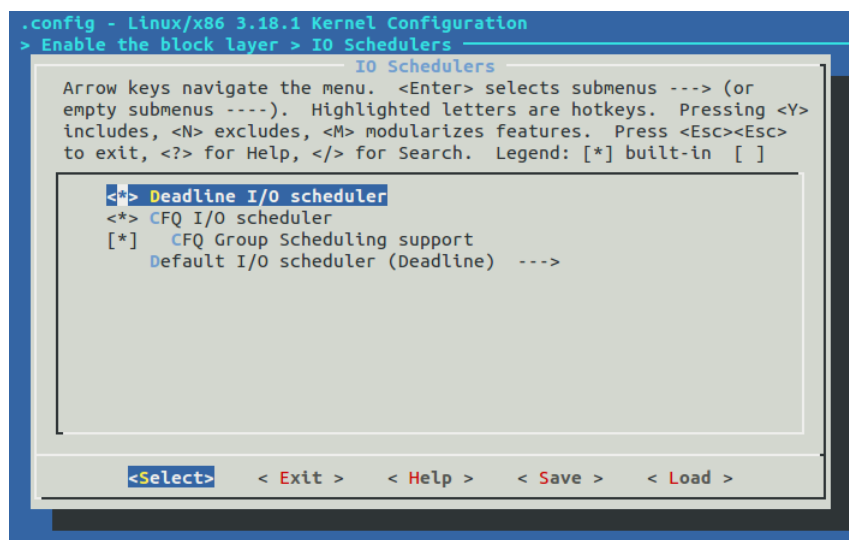 .config - Linux/x86 3.18.1 Kernel Configuration
> Enable the block layer > IO Schedulers
IO Schedulers
Arrow keys navigate the menu.  <Enter> selects submenus ---> (or
empty submenus ----).  Highlighted letters are hotkeys.  Pressing <Y>
includes, <N> excludes, <M> modularizes features.  Press <Esc><Esc>
to exit, <?> for Help, </> for Search.  Legend: [*] built-in  [ ]
<*> Deadline I/O scheduler
<*> CFQ I/O scheduler
[*]   CFQ Group Scheduling support
Default I/O scheduler (Deadline)  --->
<Select>    < Exit >    < Help >    < Save >    < Load >